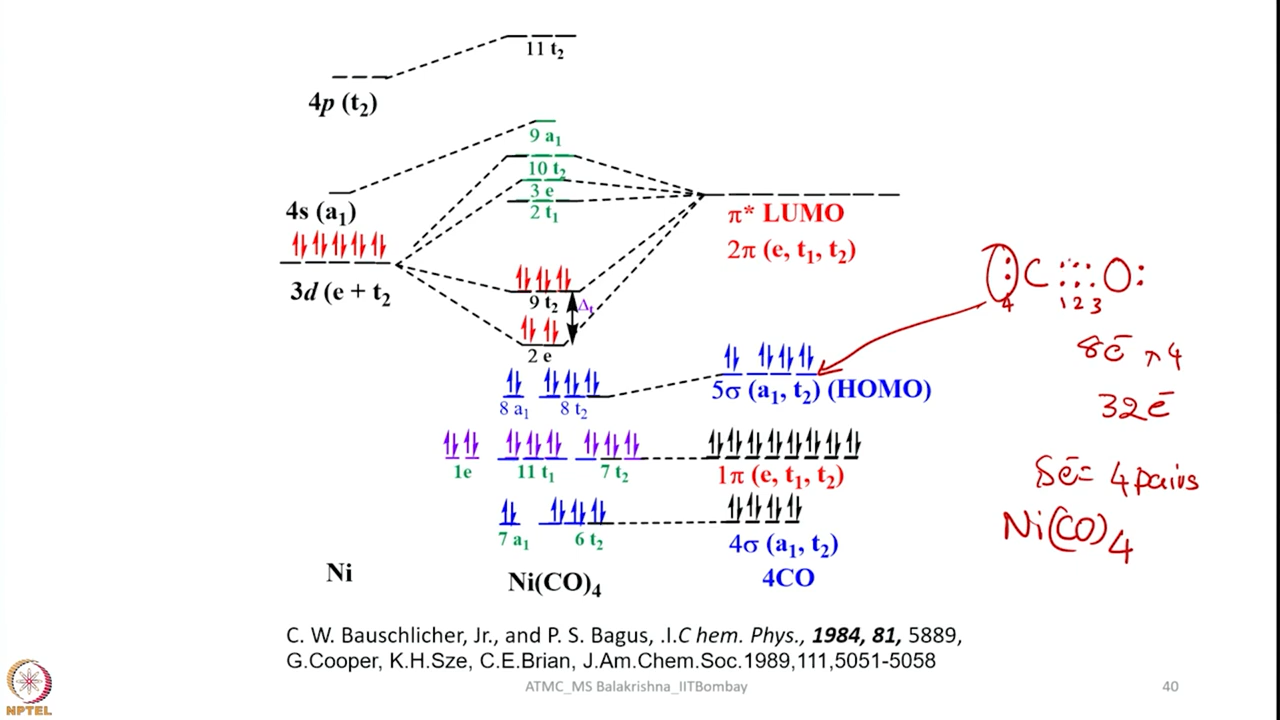 11 t₂
4p (t₂)
9 a₁
10 t₂
3 e
2 t₁
4s (a₁)
3d (e + t₂
π* LUMO
2π (e, t₁, t₂)
:C:::O:
4 1 2 3
9 t₂
Δₜ
2 e
8ē × 4
32ē
8ē= 4 pairs
Ni(CO)₄
5σ (a₁, t₂) (HOMO)
8 a₁ 8 t₂
1e 11 t₁ 7 t₂
1π (e, t₁, t₂)
7 a₁ 6 t₂
4σ (a₁, t₂)
Ni
Ni(CO)₄
4CO
C. W. Bauschlicher, Jr., and P. S. Bagus, .I.C hem. Phys., 1984, 81, 5889,
G.Cooper, K.H.Sze, C.E.Brian, J.Am.Chem.Soc.1989,111,5051-5058
NPTEL
ATMC_MS Balakrishna_IITBombay
40